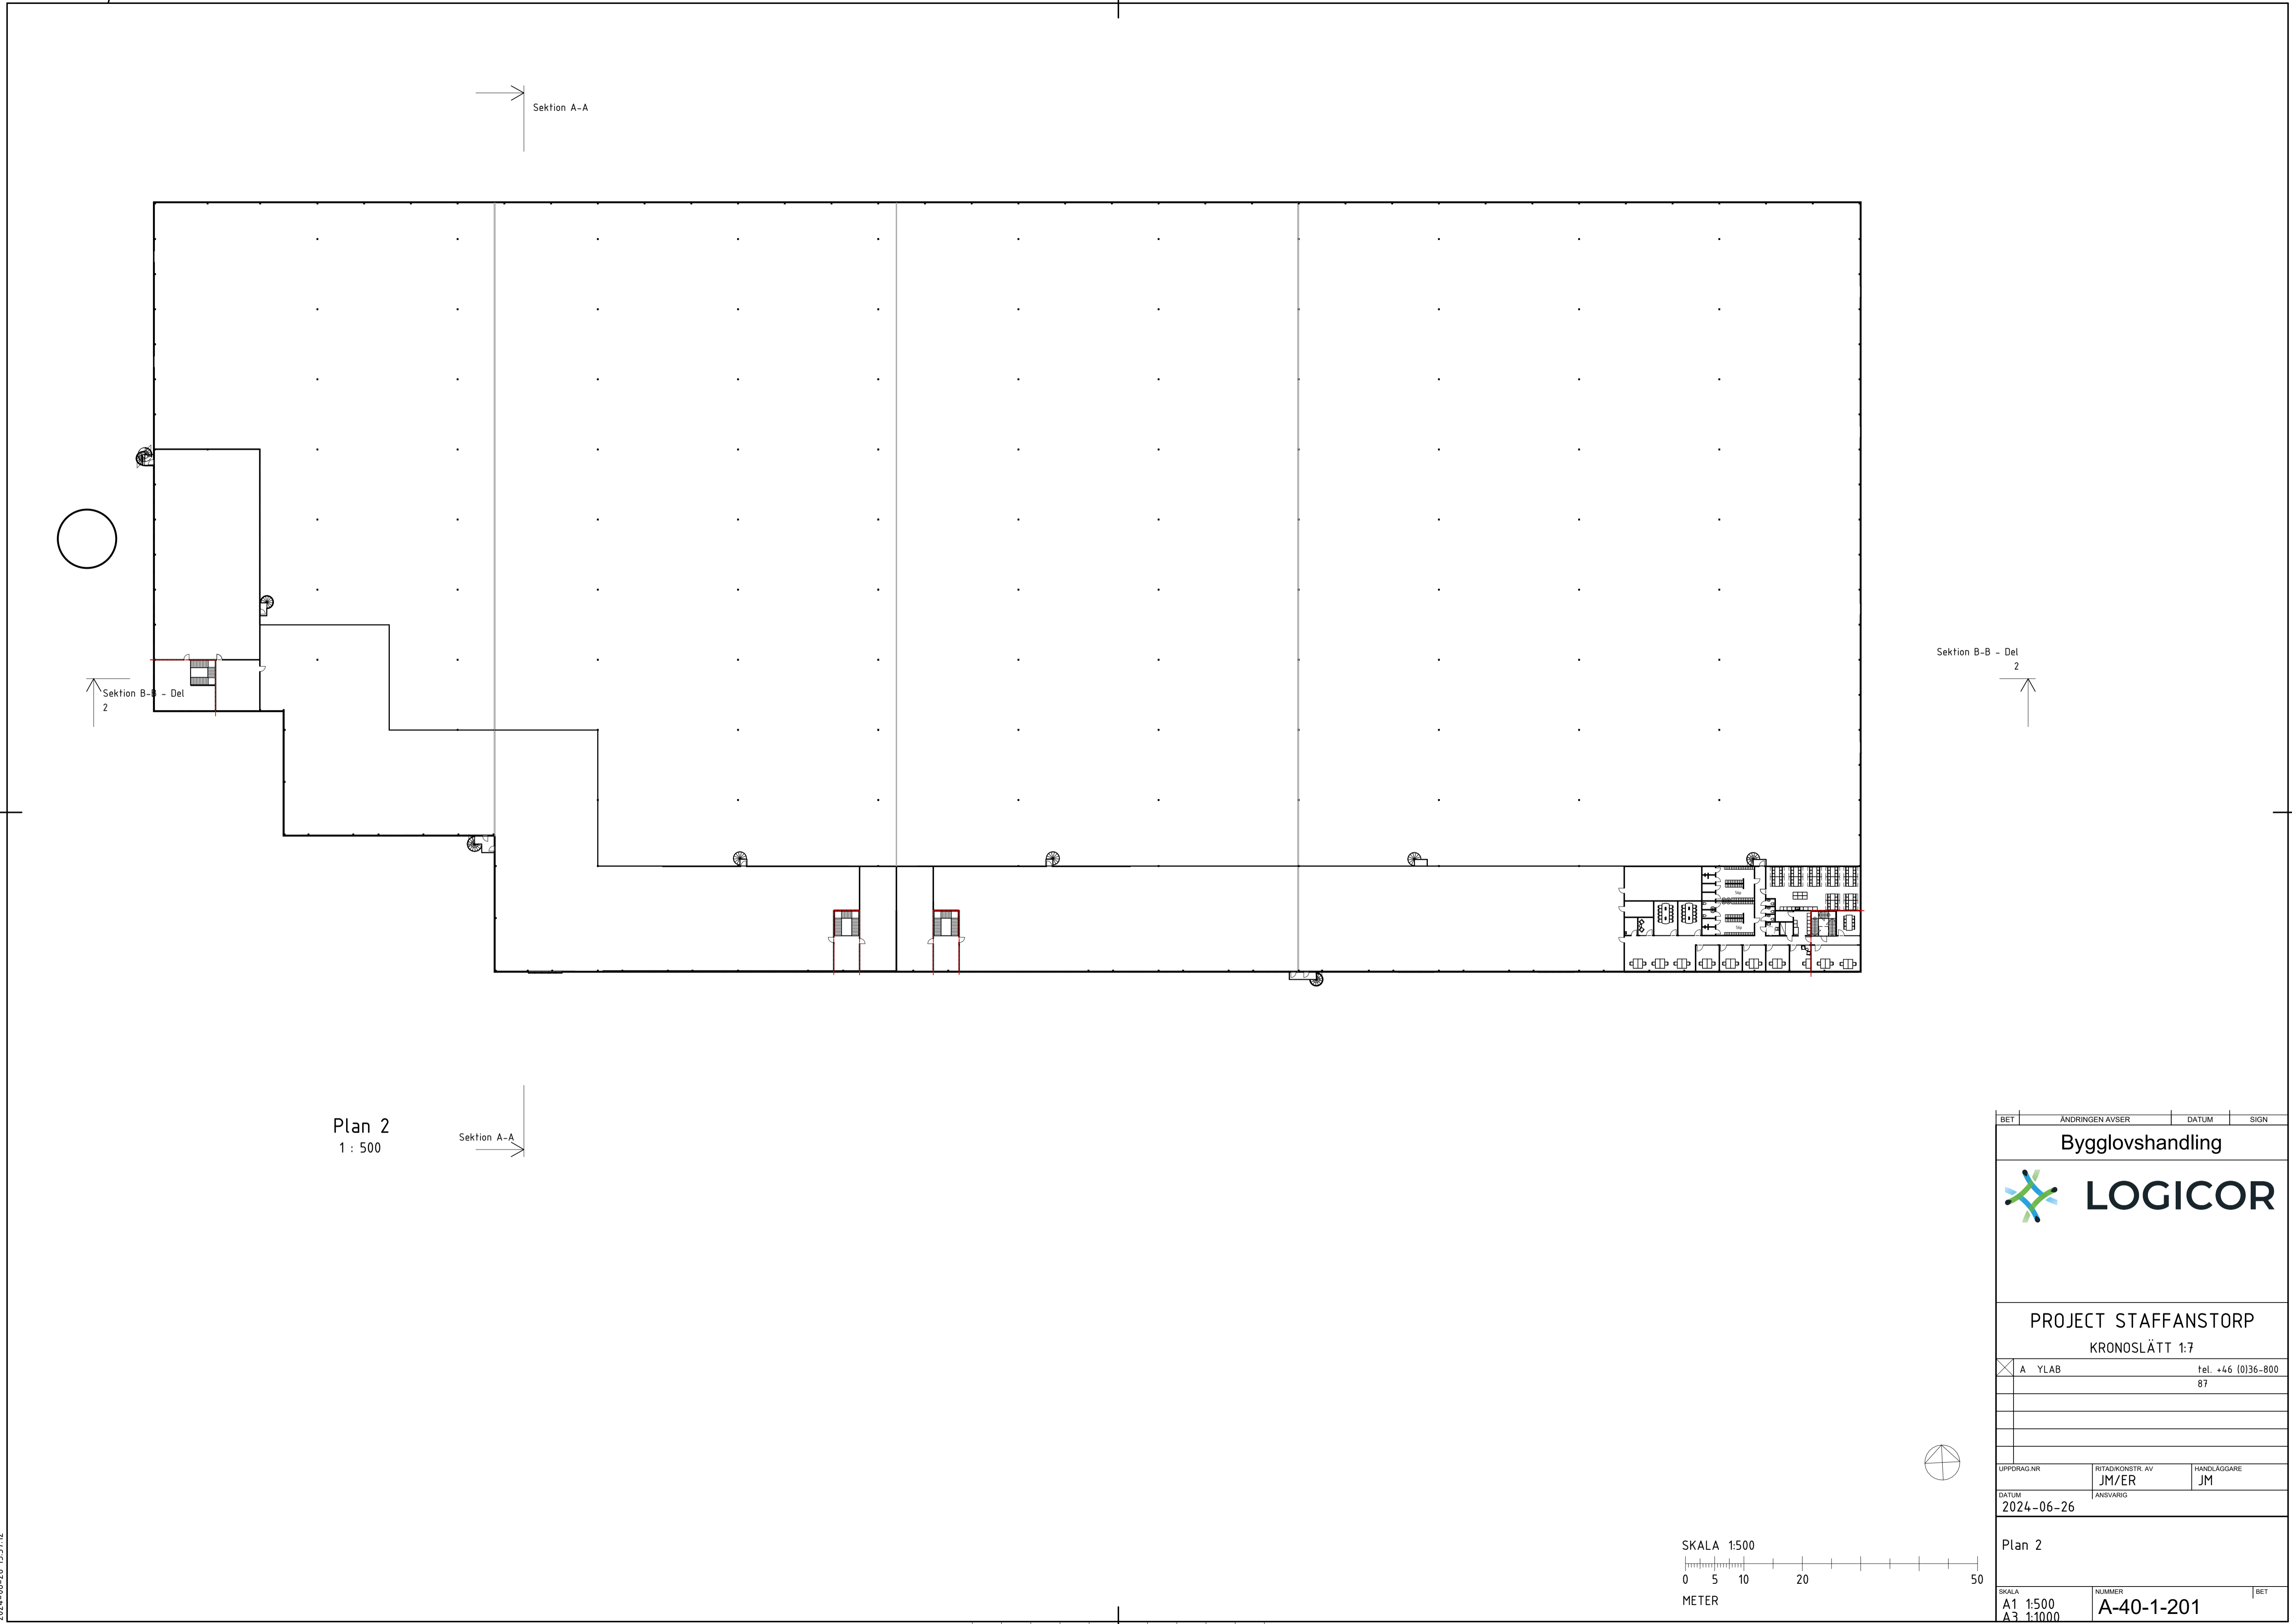 Sektion A-A
Sektion B-B - Del
2
Sektion B-B - Del
2
Plan 2
1 : 500
Sektion A-A
BET ÄNDRINGEN AVSER DATUM SIGN
Bygglovshandling
LOGICOR
PROJECT STAFFANSTORP
KRONOSLÄTT 1:7
A YLAB tel. +46 (0)36-800
87
UPPDRAG.NR RITAD/KONSTR. AV HANDLÄGGARE
JM/ER JM
DATUM ANSVARIG
2024-06-26
Plan 2
SKALA 1:500
0 5 10 20 50
METER
SKALA NUMMER BET
A1 1:500 A-40-1-201
A3 1:1000